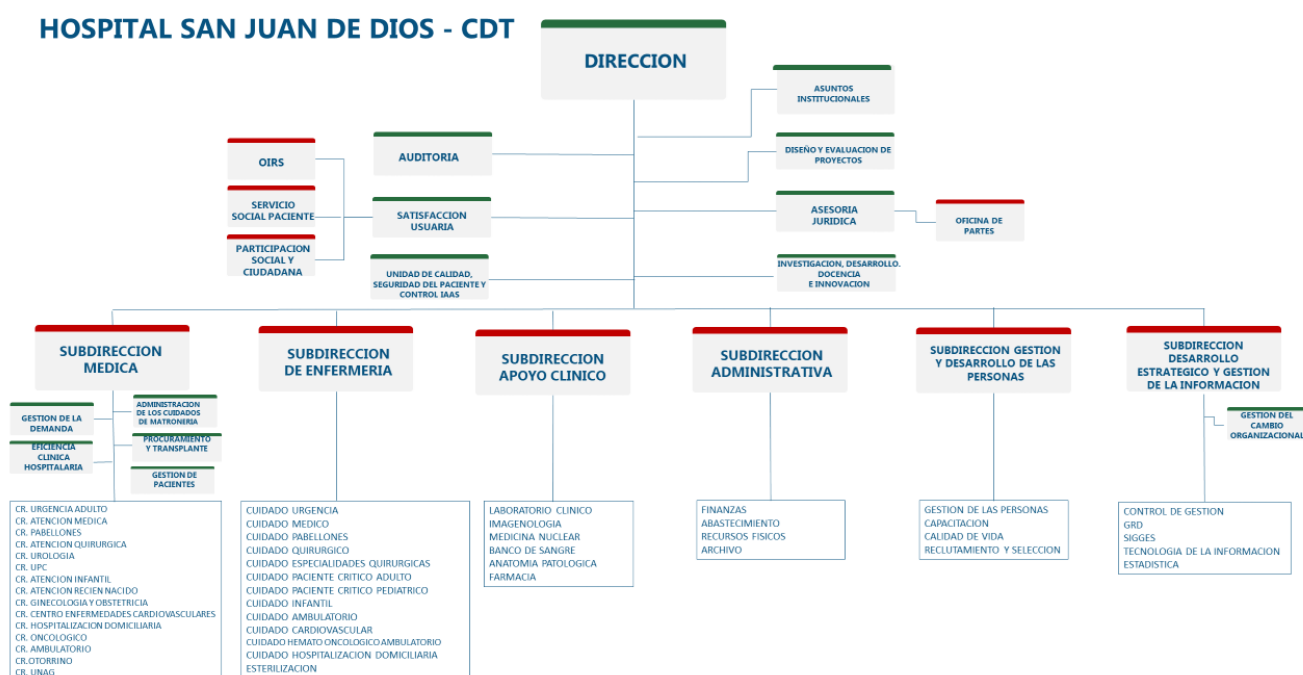 HOSPITAL SAN JUAN DE DIOS - CDT
DIRECCION
ASUNTOS
INSTITUCIONALES
AUDITORIA
DISEÑO Y EVALUACION DE
PROYECTOS
OIRS
SERVICIO
SOCIAL PACIENTE
PARTICIPACION
SOCIAL Y
CIUDADANA
SATISFACCION
USUARIA
ASESORIA
JURIDICA
OFICINA DE
PARTES
UNIDAD DE CALIDAD,
SEGURIDAD DEL PACIENTE Y
CONTROL IAAS
INVESTIGACION, DESARROLLO.
DOCENCIA
E INNOVACION
SUBDIRECCION
MEDICA
GESTION DE LA
DEMANDA
ADMINISTRACION
DE LOS CUIDADOS
DE MATRONERIA
EFICIENCIA
CLINICA
HOSPITALARIA
PROCURAMIENTO
Y TRANSPLANTE
GESTION DE
PACIENTES
CR. URGENCIA ADULTO
CR. ATENCION MEDICA
CR. PABELLONES
CR. ATENCION QUIRURGICA
CR. UROLOGIA
CR. UPC
CR. ATENCION INFANTIL
CR. ATENCION RECIEN NACIDO
CR. GINECOLOGIA Y OBSTETRICIA
CR. CENTRO ENFERMEDADES CARDIOVASCULARES
CR. HOSPITALIZACION DOMICILIARIA
CR. ONCOLOGICO
CR. AMBULATORIO
CR.OTORRINO
CR. UNAG
SUBDIRECCION
DE ENFERMERIA
CUIDADO URGENCIA
CUIDADO MEDICO
CUIDADO PABELLONES
CUIDADO QUIRURGICO
CUIDADO ESPECIALIDADES QUIRURGICAS
CUIDADO PACIENTE CRITICO ADULTO
CUIDADO PACIENTE CRITICO PEDIATRICO
CUIDADO INFANTIL
CUIDADO AMBULATORIO
CUIDADO CARDIOVASCULAR
CUIDADO HEMATO ONCOLOGICO AMBULATORIO
CUIDADO HOSPITALIZACION DOMICILIARIA
ESTERILIZACION
SUBDIRECCION
APOYO CLINICO
LABORATORIO CLINICO
IMAGENOLOGIA
MEDICINA NUCLEAR
BANCO DE SANGRE
ANATOMIA PATOLOGICA
FARMACIA
SUBDIRECCION
ADMINISTRATIVA
FINANZAS
ABASTECIMIENTO
RECURSOS FISICOS
ARCHIVO
SUBDIRECCION GESTION
Y DESARROLLO DE LAS
PERSONAS
GESTION DE LAS PERSONAS
CAPACITACION
CALIDAD DE VIDA
RECLUTAMIENTO Y SELECCION
SUBDIRECCION
DESARROLLO
ESTRATEGICO Y GESTION
DE LA INFORMACION
GESTION DEL
CAMBIO
ORGANIZACIONAL
CONTROL DE GESTION
GRD
SIGGES
TECNOLOGIA DE LA INFORMACION
ESTADISTICA